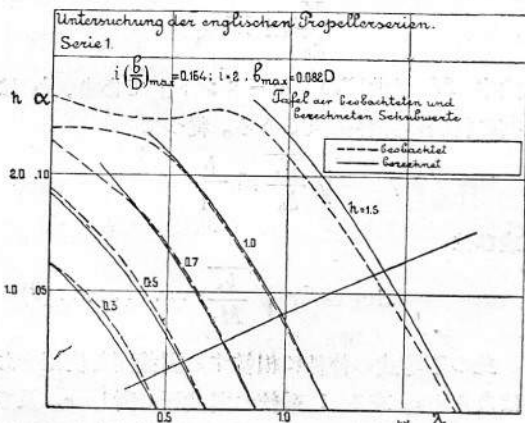 Untersuchung der englischen Propellerserien.
Serie 1.
i (b/D)max = 0.164 ; i = 2 . bmax = 0.082 D
Tafel der beobachteten und
berechneten Schubwerte
beobachtet
berechnet
h α
2.0 .10
1.0 .05
h=1.5
1.0
0.7
0.5
0.3
0.5 1.0 λ